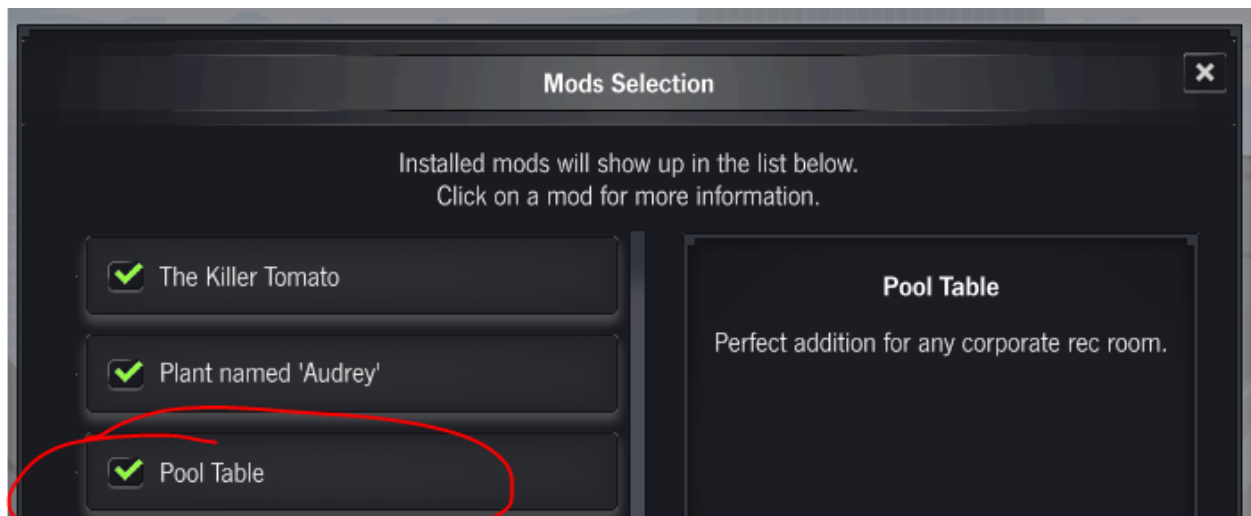 Mods Selection
Installed mods will show up in the list below.
Click on a mod for more information.
The Killer Tomato
Plant named 'Audrey'
Pool Table
Pool Table
Perfect addition for any corporate rec room.